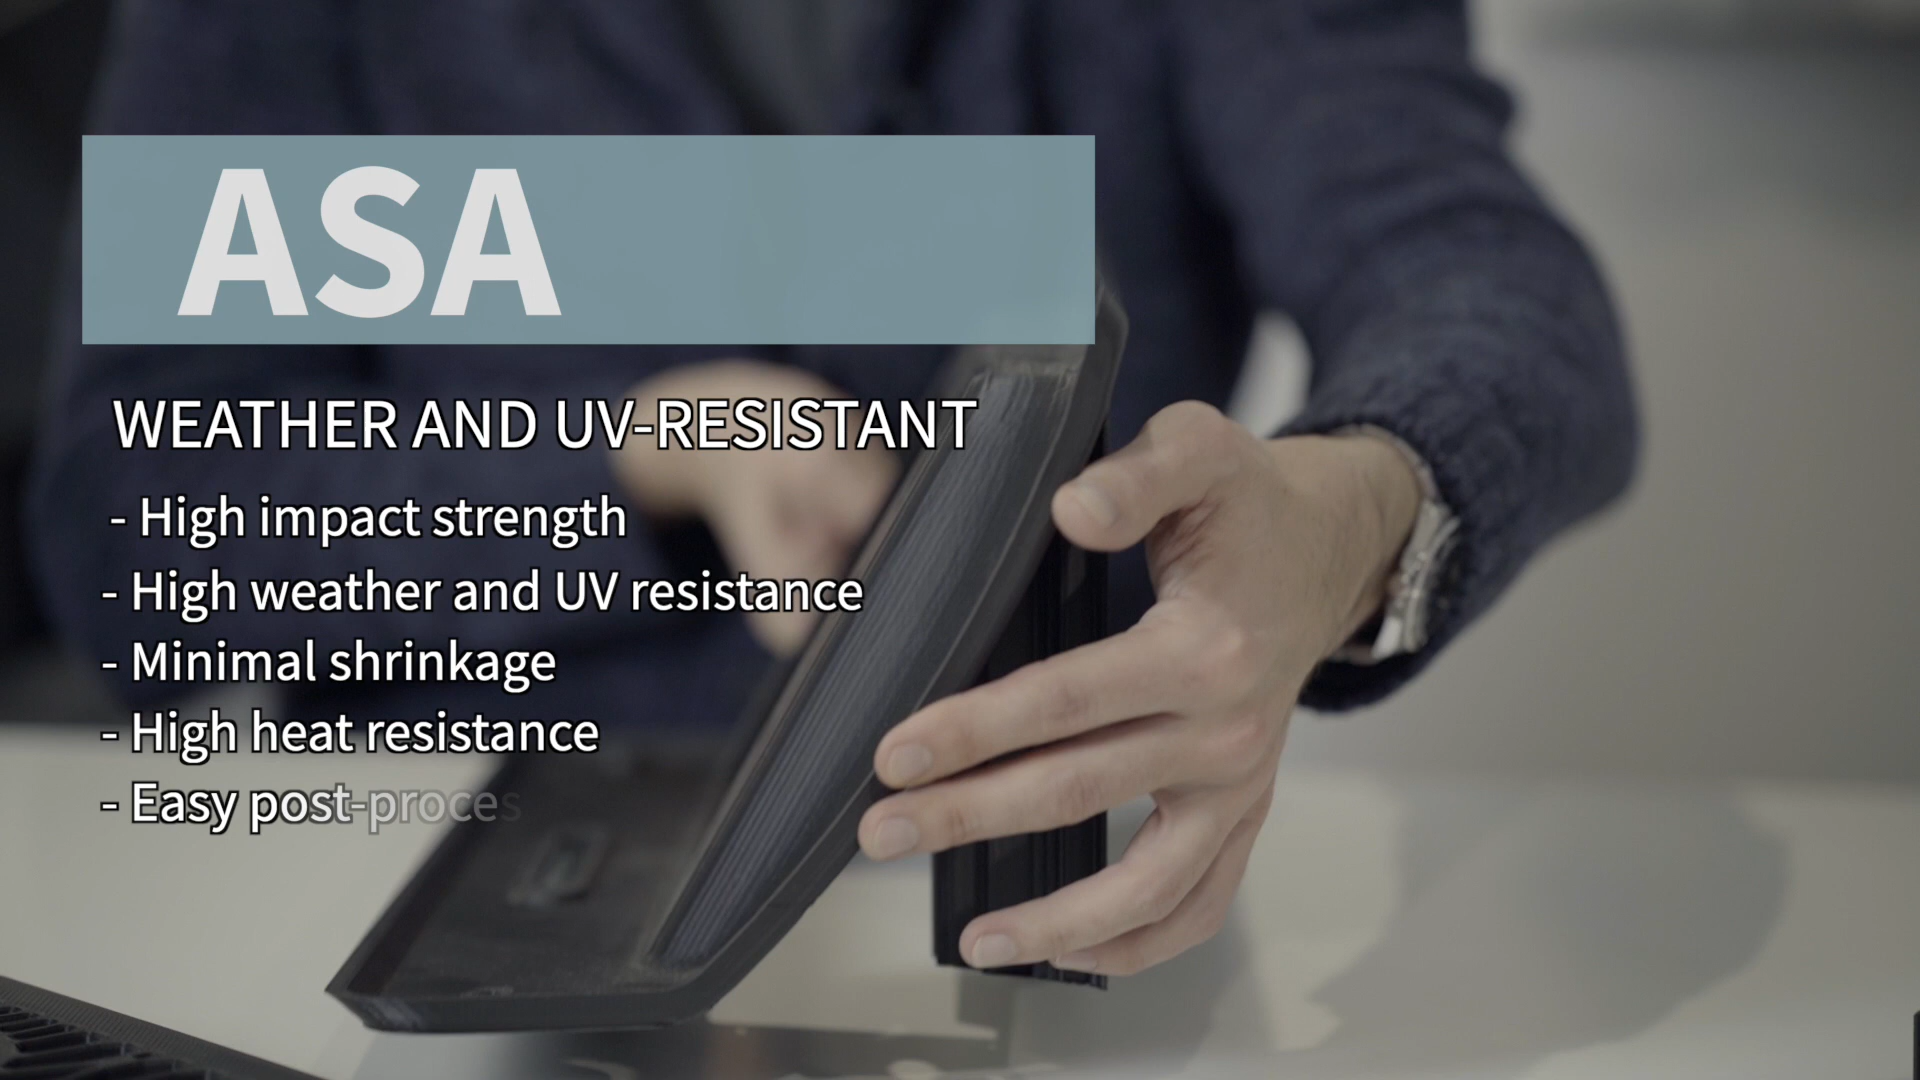 ASA
WEATHER AND UV-RESISTANT
- High impact strength
- High weather and UV resistance
- Minimal shrinkage
- High heat resistance
- Easy post-proces